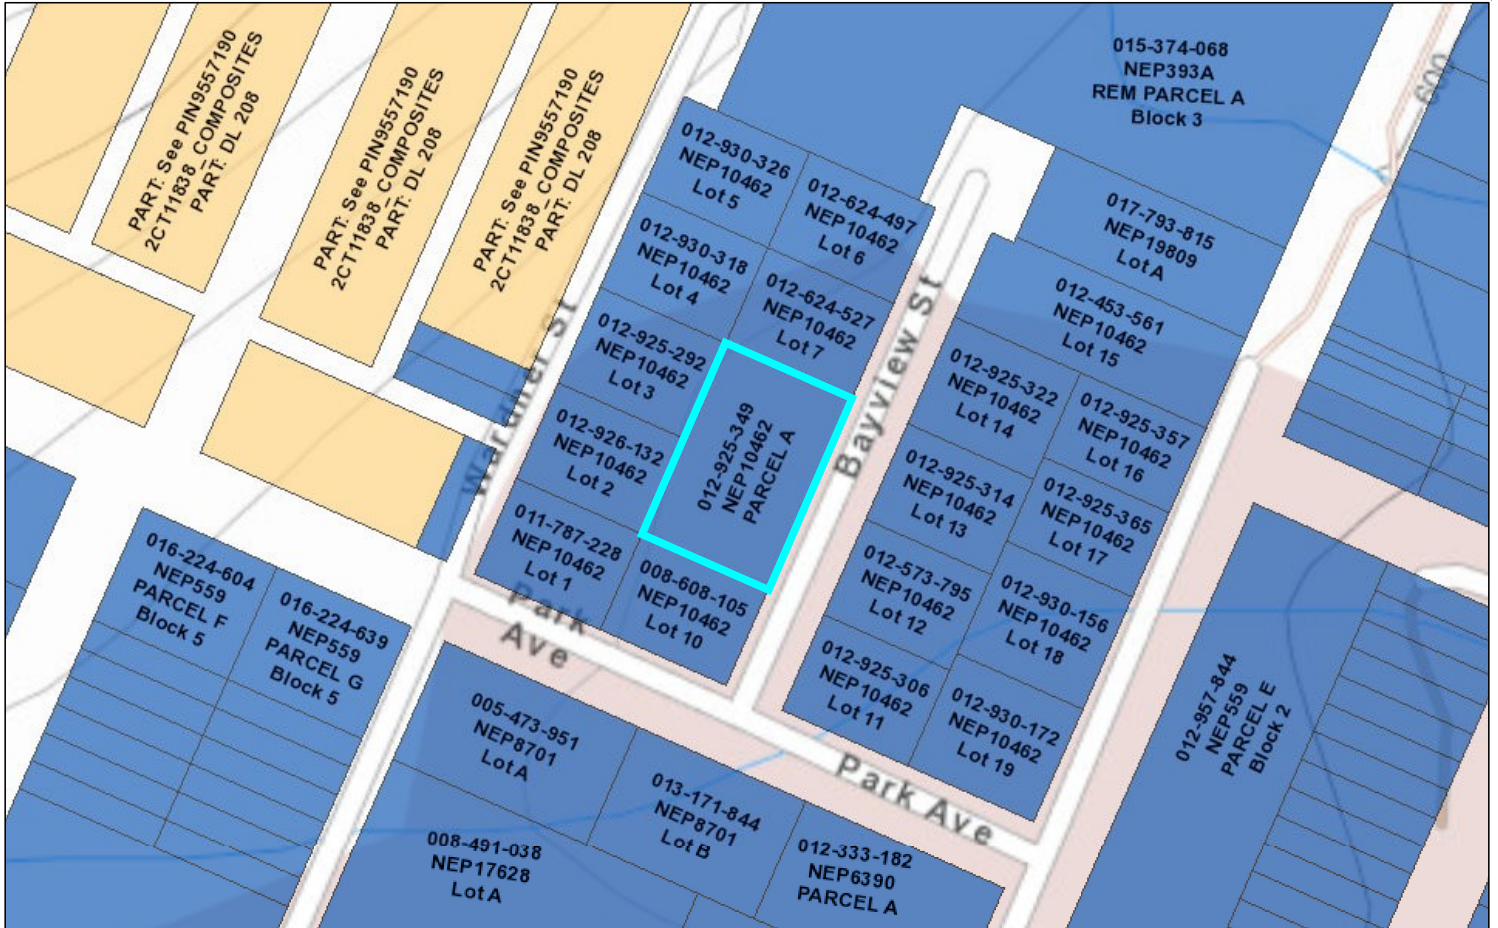 PART: See PIN9557190
2CT11838_COMPOSITES
PART: DL 208
PART: See PIN9557190
2CT11838_COMPOSITES
PART: DL 208
PART: See PIN9557190
2CT11838_COMPOSITES
PART: DL 208
015-374-068
NEP393A
REM PARCEL A
Block 3
600
012-930-326
NEP10462
Lot 5
012-624-497
NEP10462
Lot 6
017-793-815
NEP19809
Lot A
012-930-318
NEP10462
Lot 4
012-624-527
NEP10462
Lot 7
012-453-561
NEP10462
Lot 15
012-925-292
NEP10462
Lot 3
Wardner St
Bayview St
012-925-322
NEP10462
Lot 14
012-925-357
NEP10462
Lot 16
012-926-132
NEP10462
Lot 2
012-925-349
NEP10462
PARCEL A
012-925-314
NEP10462
Lot 13
012-925-365
NEP10462
Lot 17
011-787-228
NEP10462
Lot 1
008-608-105
NEP10462
Lot 10
012-573-795
NEP10462
Lot 12
012-930-156
NEP10462
Lot 18
016-224-604
NEP559
PARCEL F
Block 5
016-224-639
NEP559
PARCEL G
Block 5
Park
Ave
012-925-306
NEP10462
Lot 11
012-930-172
NEP10462
Lot 19
012-957-844
NEP559
PARCEL E
Block 2
005-473-951
NEP8701
Lot A
013-171-844
NEP8701
Lot B
Park Ave
008-491-038
NEP17628
Lot A
012-333-182
NEP6390
PARCEL A